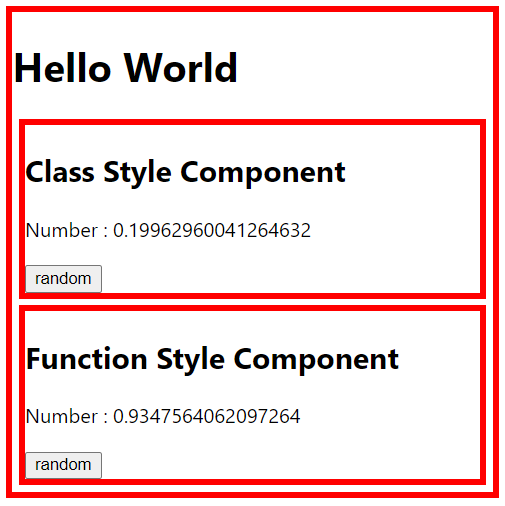 Hello World
Class Style Component
Number : 0.19962960041264632
random
Function Style Component
Number : 0.9347564062097264
random